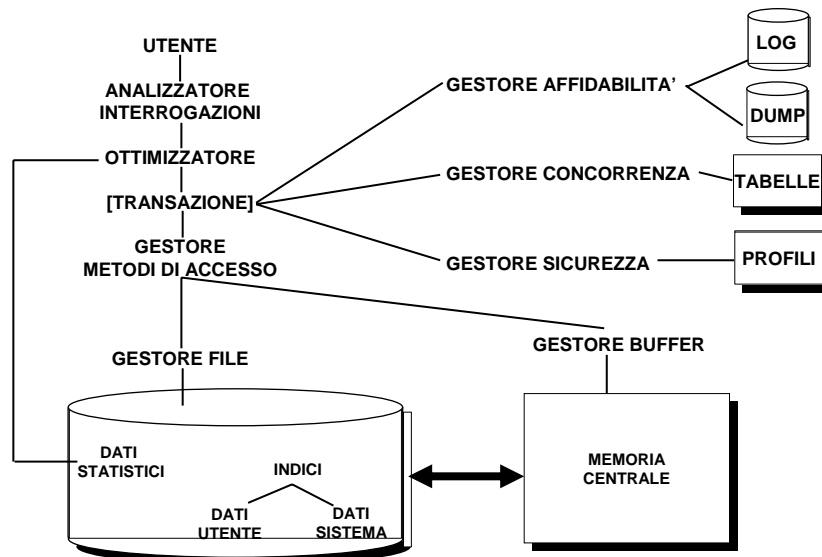 UTENTE
ANALIZZATORE
INTERROGAZIONI
OTTIMIZZATORE
[TRANSAZIONE]
GESTORE
METODI DI ACCESSO
GESTORE FILE
GESTORE AFFIDABILITA'
LOG
DUMP
GESTORE CONCORRENZA
TABELLE
GESTORE SICUREZZA
PROFILI
GESTORE BUFFER
DATI
STATISTICI
INDICI
DATI
UTENTE
DATI
SISTEMA
MEMORIA
CENTRALE